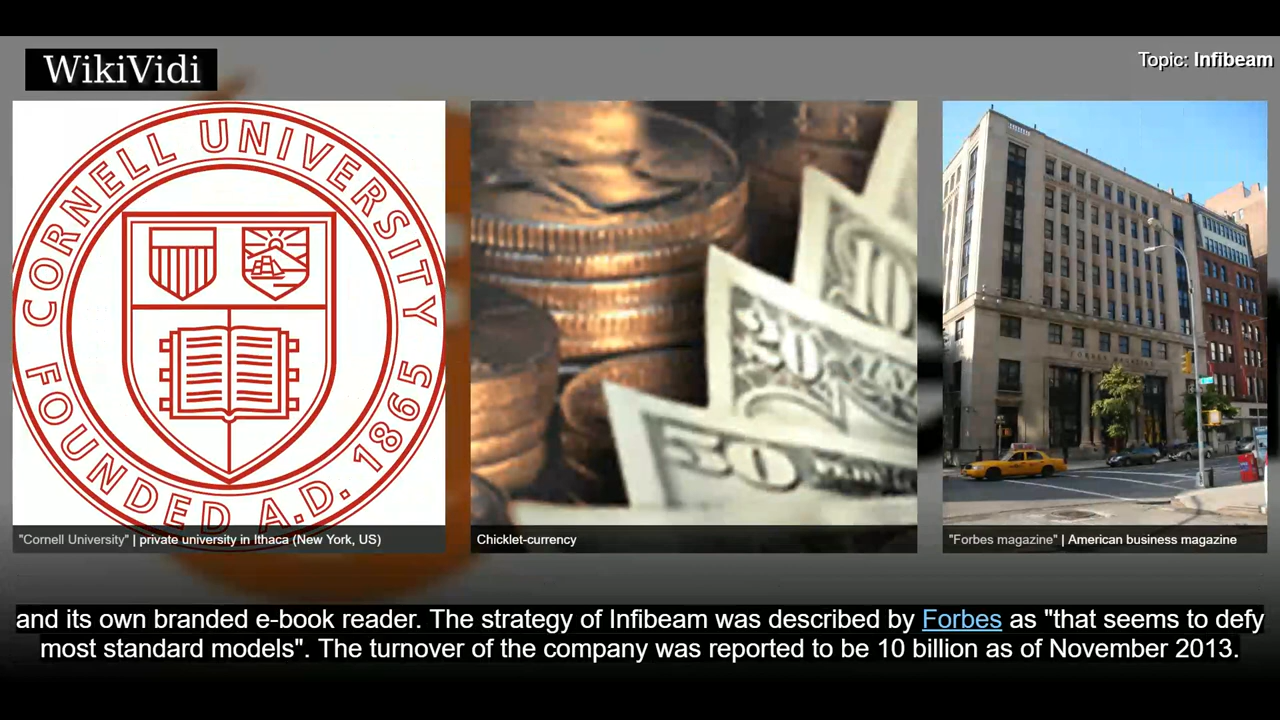 WikiVidi
Topic: Infibeam
CORNELL UNIVERSITY
FOUNDED A.D. 1865
10
20
50
"Cornell University" | private university in Ithaca (New York, US)
Chicklet-currency
"Forbes magazine" | American business magazine
and its own branded e-book reader. The strategy of Infibeam was described by Forbes as "that seems to defy
most standard models". The turnover of the company was reported to be 10 billion as of November 2013.